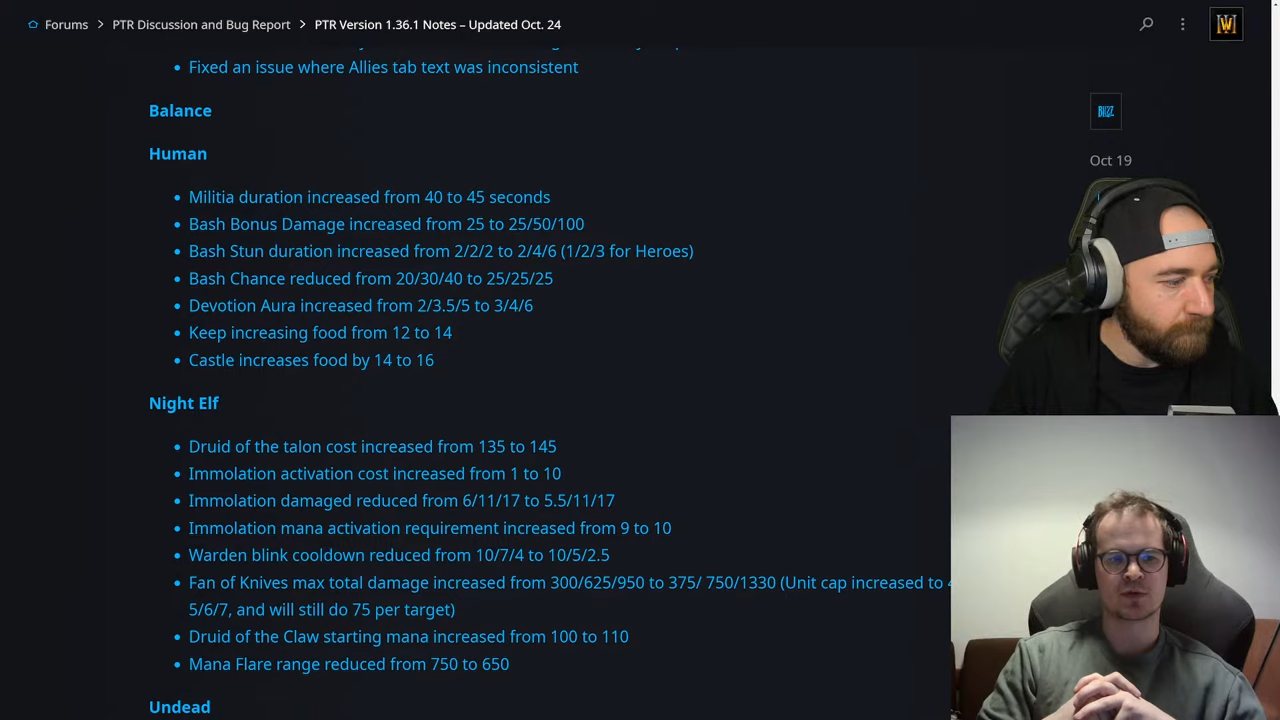 Forums > PTR Discussion and Bug Report > PTR Version 1.36.1 Notes – Updated Oct. 24
• Fixed an issue where Allies tab text was inconsistent
Balance
BLIZZ
Human
Oct 19
• Militia duration increased from 40 to 45 seconds
• Bash Bonus Damage increased from 25 to 25/50/100
• Bash Stun duration increased from 2/2/2 to 2/4/6 (1/2/3 for Heroes)
• Bash Chance reduced from 20/30/40 to 25/25/25
• Devotion Aura increased from 2/3.5/5 to 3/4/6
• Keep increasing food from 12 to 14
• Castle increases food by 14 to 16
Night Elf
• Druid of the talon cost increased from 135 to 145
• Immolation activation cost increased from 1 to 10
• Immolation damaged reduced from 6/11/17 to 5.5/11/17
• Immolation mana activation requirement increased from 9 to 10
• Warden blink cooldown reduced from 10/7/4 to 10/5/2.5
• Fan of Knives max total damage increased from 300/625/950 to 375/ 750/1330 (Unit cap increased to
5/6/7, and will still do 75 per target)
• Druid of the Claw starting mana increased from 100 to 110
• Mana Flare range reduced from 750 to 650
Undead